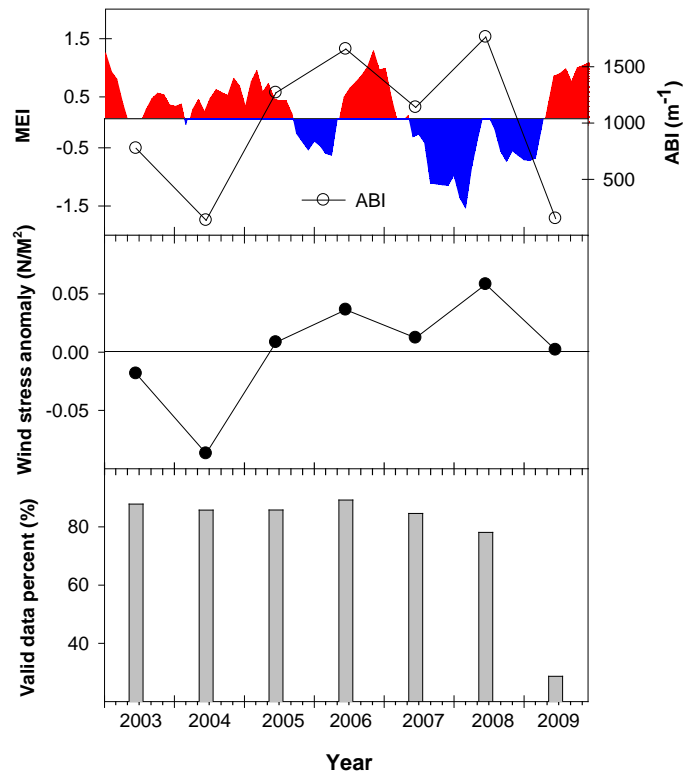 1.5
0.5
-0.5
-1.5
MEI
1500
1000
500
ABI (m⁻¹)
ABI
0.05
0.00
-0.05
Wind stress anomaly (N/M²)
80
60
40
Valid data percent (%)
2003 2004 2005 2006 2007 2008 2009
Year